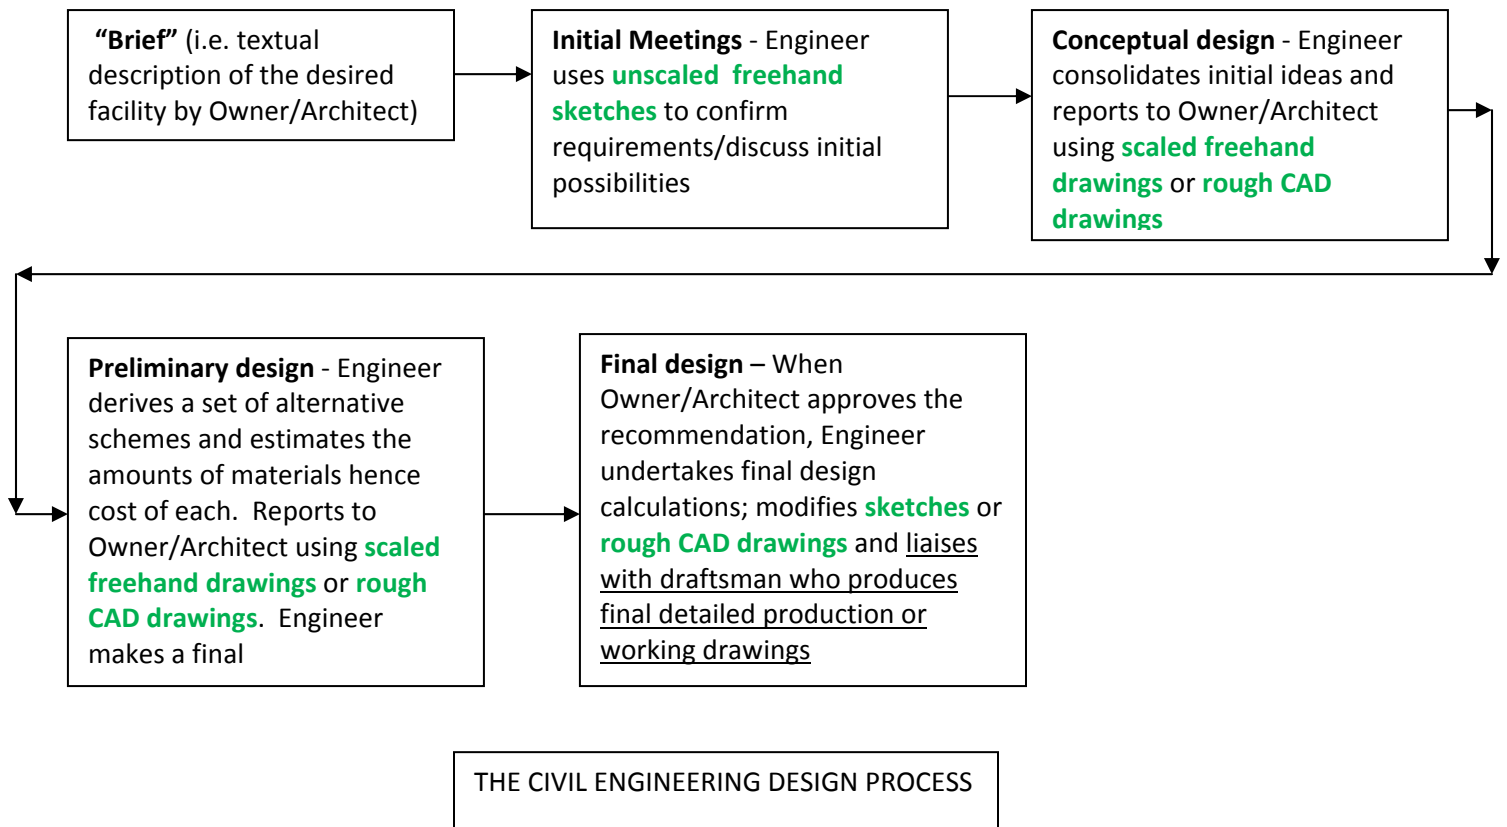 “Brief” (i.e. textual
description of the desired
facility by Owner/Architect)
Initial Meetings - Engineer
uses unscaled freehand
sketches to confirm
requirements/discuss initial
possibilities
Conceptual design - Engineer
consolidates initial ideas and
reports to Owner/Architect
using scaled freehand
drawings or rough CAD
drawings
Preliminary design - Engineer
derives a set of alternative
schemes and estimates the
amounts of materials hence
cost of each. Reports to
Owner/Architect using scaled
freehand drawings or rough
CAD drawings. Engineer
makes a final
Final design – When
Owner/Architect approves the
recommendation, Engineer
undertakes final design
calculations; modifies sketches or
rough CAD drawings and liaises
with draftsman who produces
final detailed production or
working drawings
THE CIVIL ENGINEERING DESIGN PROCESS